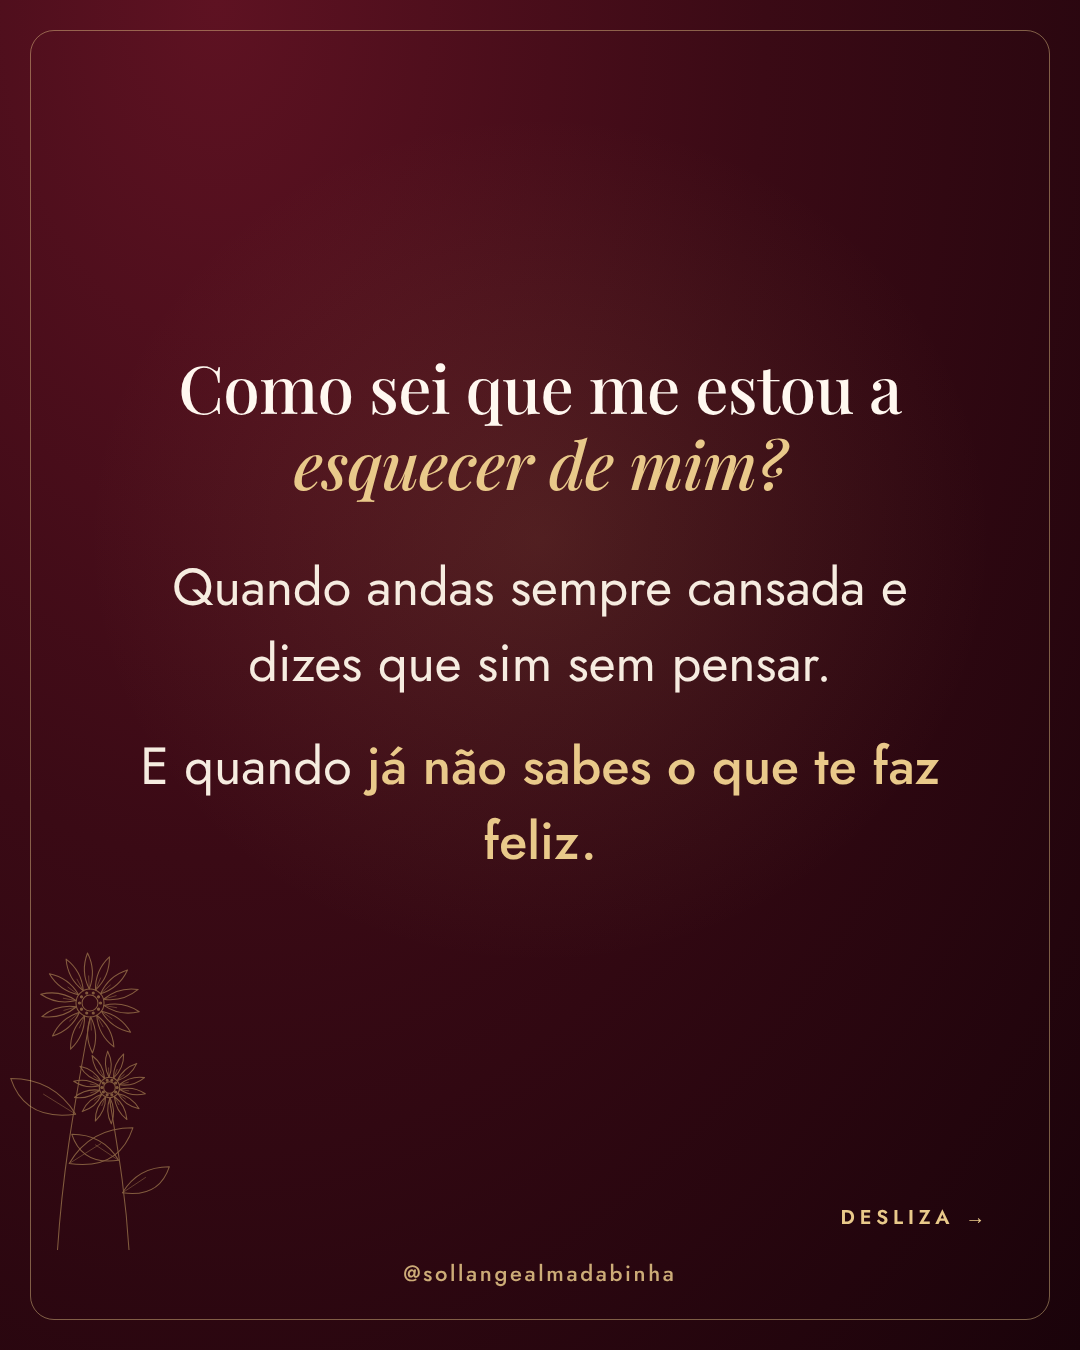 Como sei que me estou a
esquecer de mim?
Quando andas sempre cansada e
dizes que sim sem pensar.
E quando já não sabes o que te faz
feliz.
DESLIZA →
@sollangealmadabinha